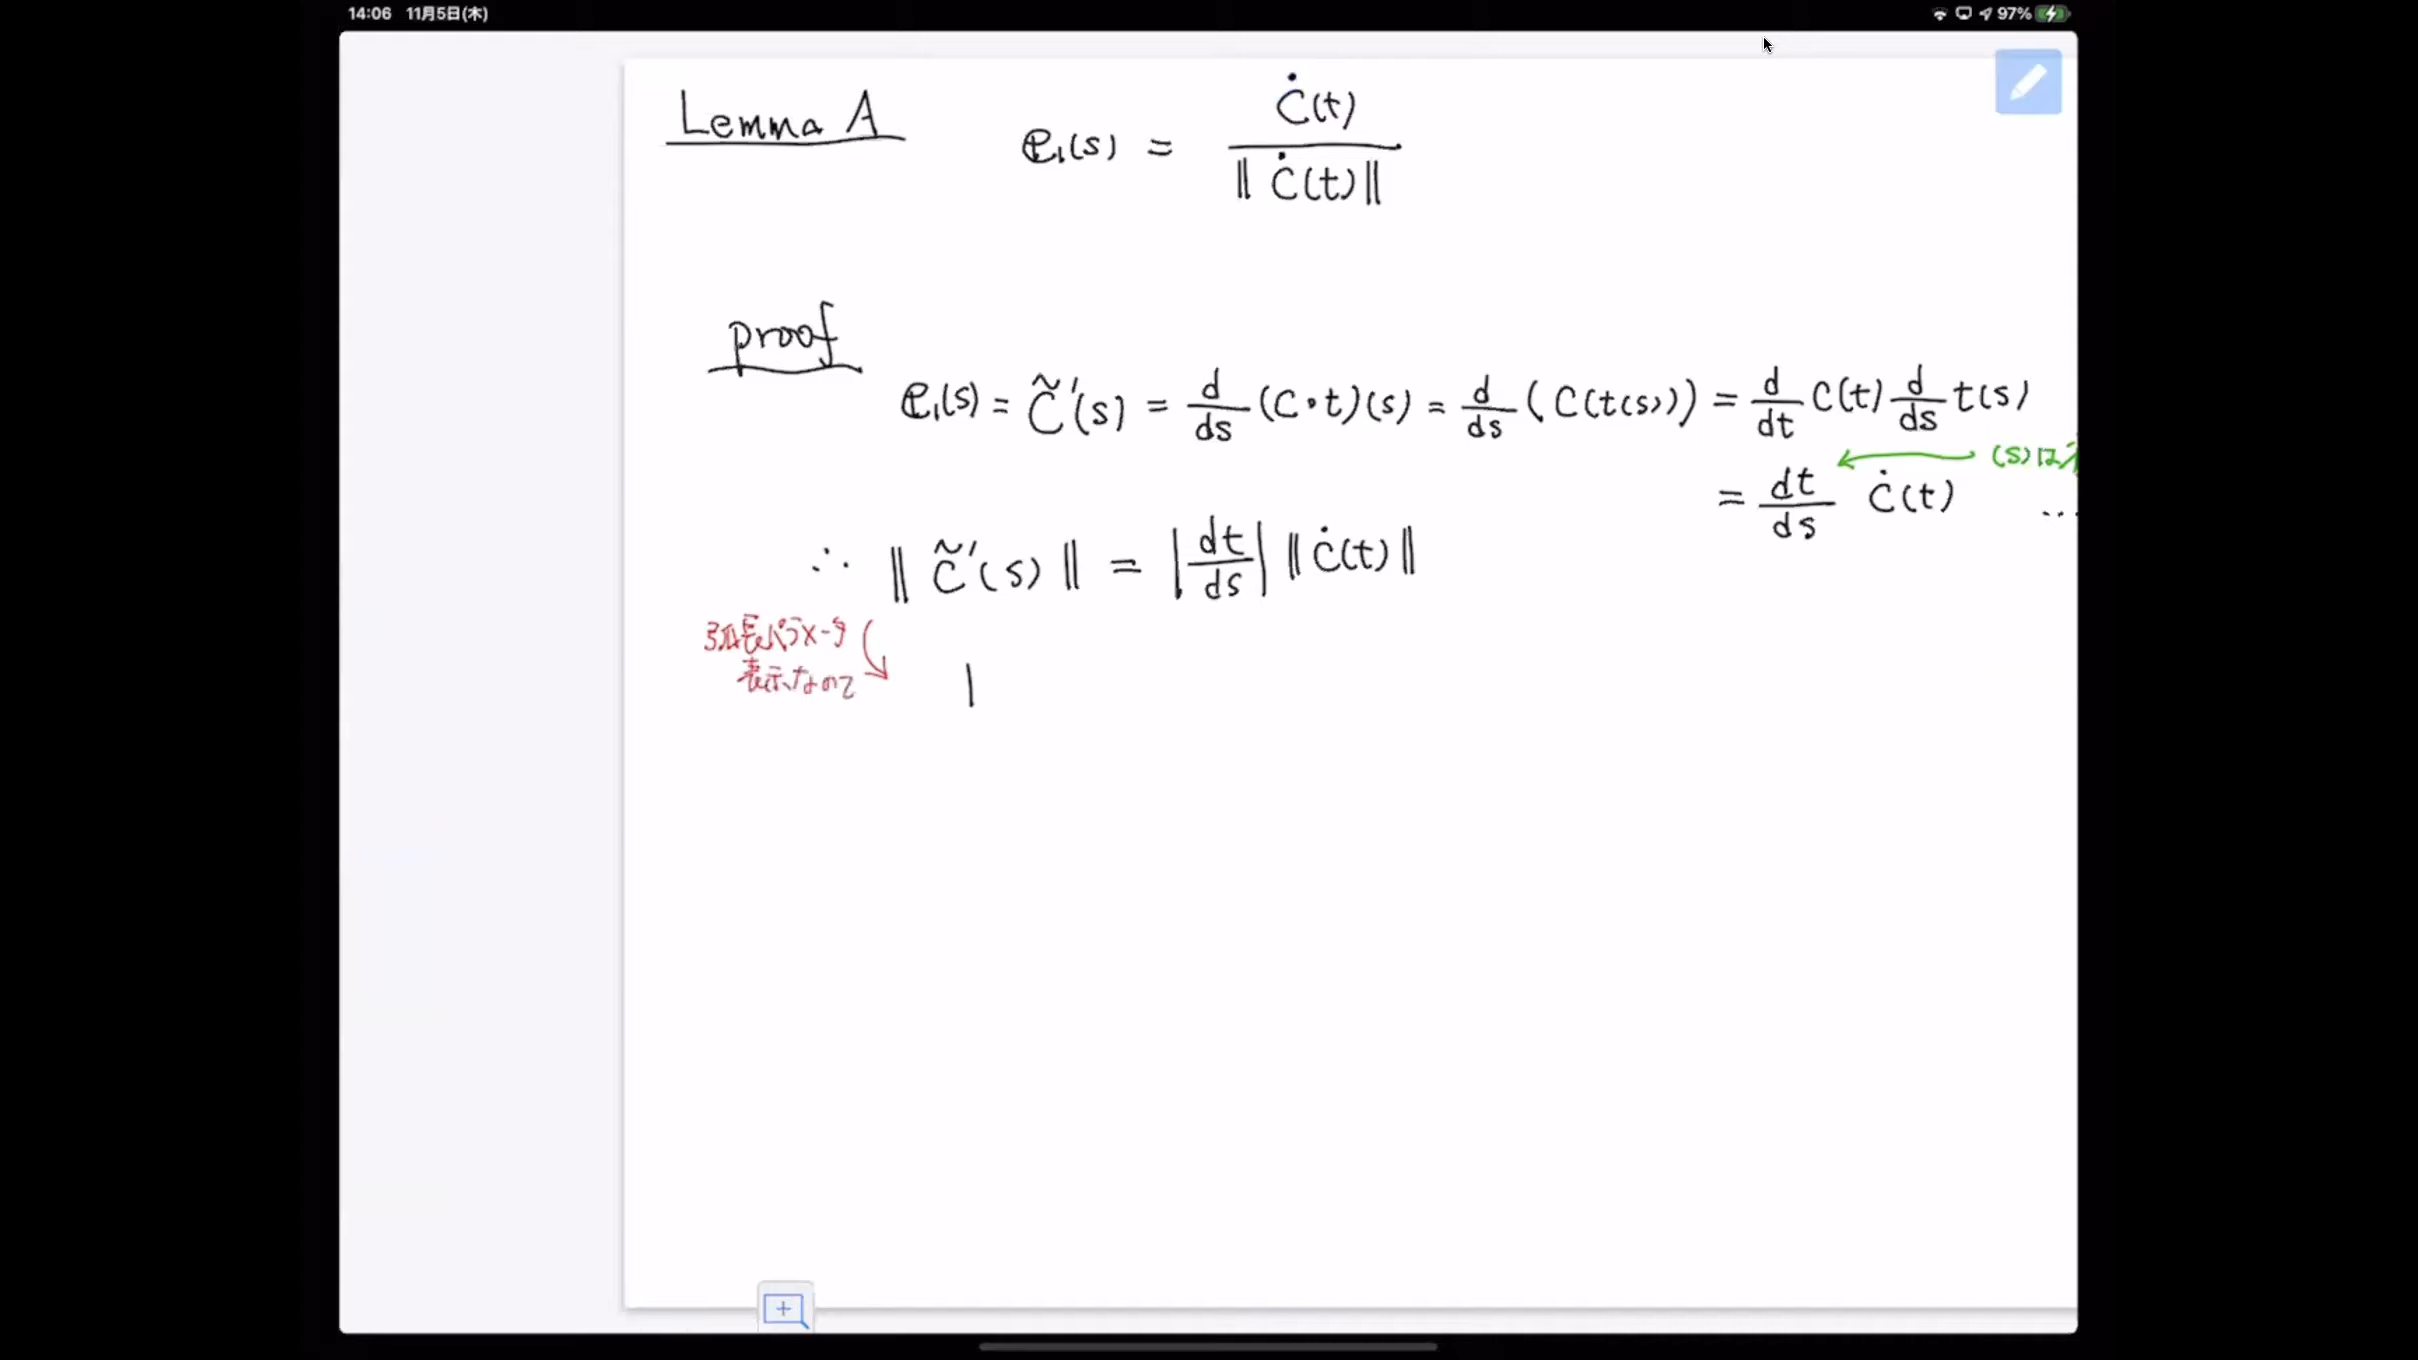 14:06 11月5日(木) 97%
Lemma A e₁(s) = Ċ(t) / ‖Ċ(t)‖
proof
e₁(s) = C̃'(s) = d/ds (C∘t)(s) = d/ds (C(t(s))) = d/dt C(t) d/ds t(s)
(s)は
= dt/ds Ċ(t) ...
∴ ‖C̃'(s)‖ = |dt/ds| ‖Ċ(t)‖
弧長パラメータ
表示なので
1